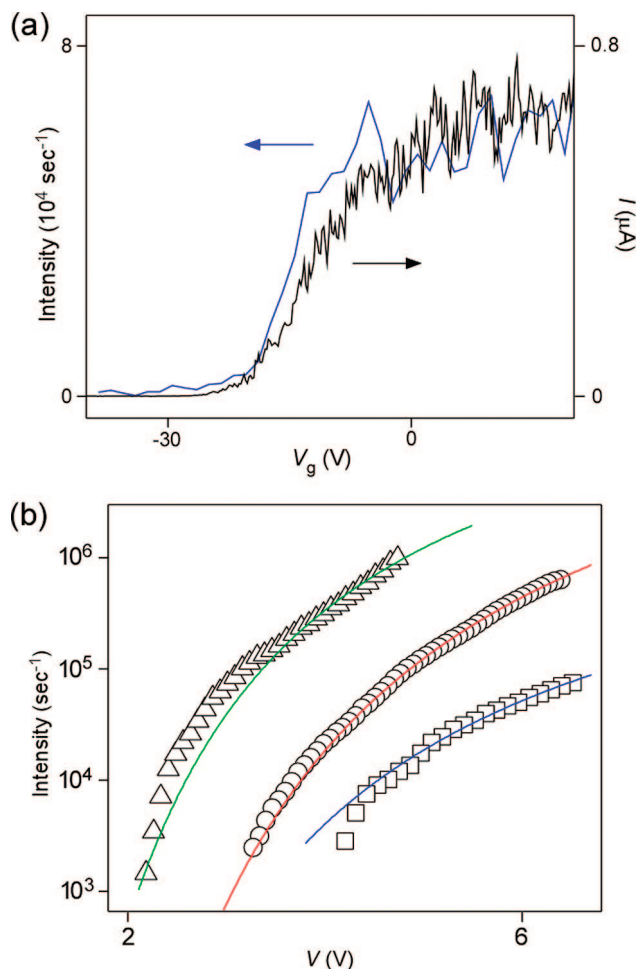 (a)
8
0.8
Intensity (10⁴ sec⁻¹)
I (μA)
0
0
-30
0
Vg (V)
(b)
10⁶
10⁵
10⁴
10³
Intensity (sec⁻¹)
2
6
V (V)